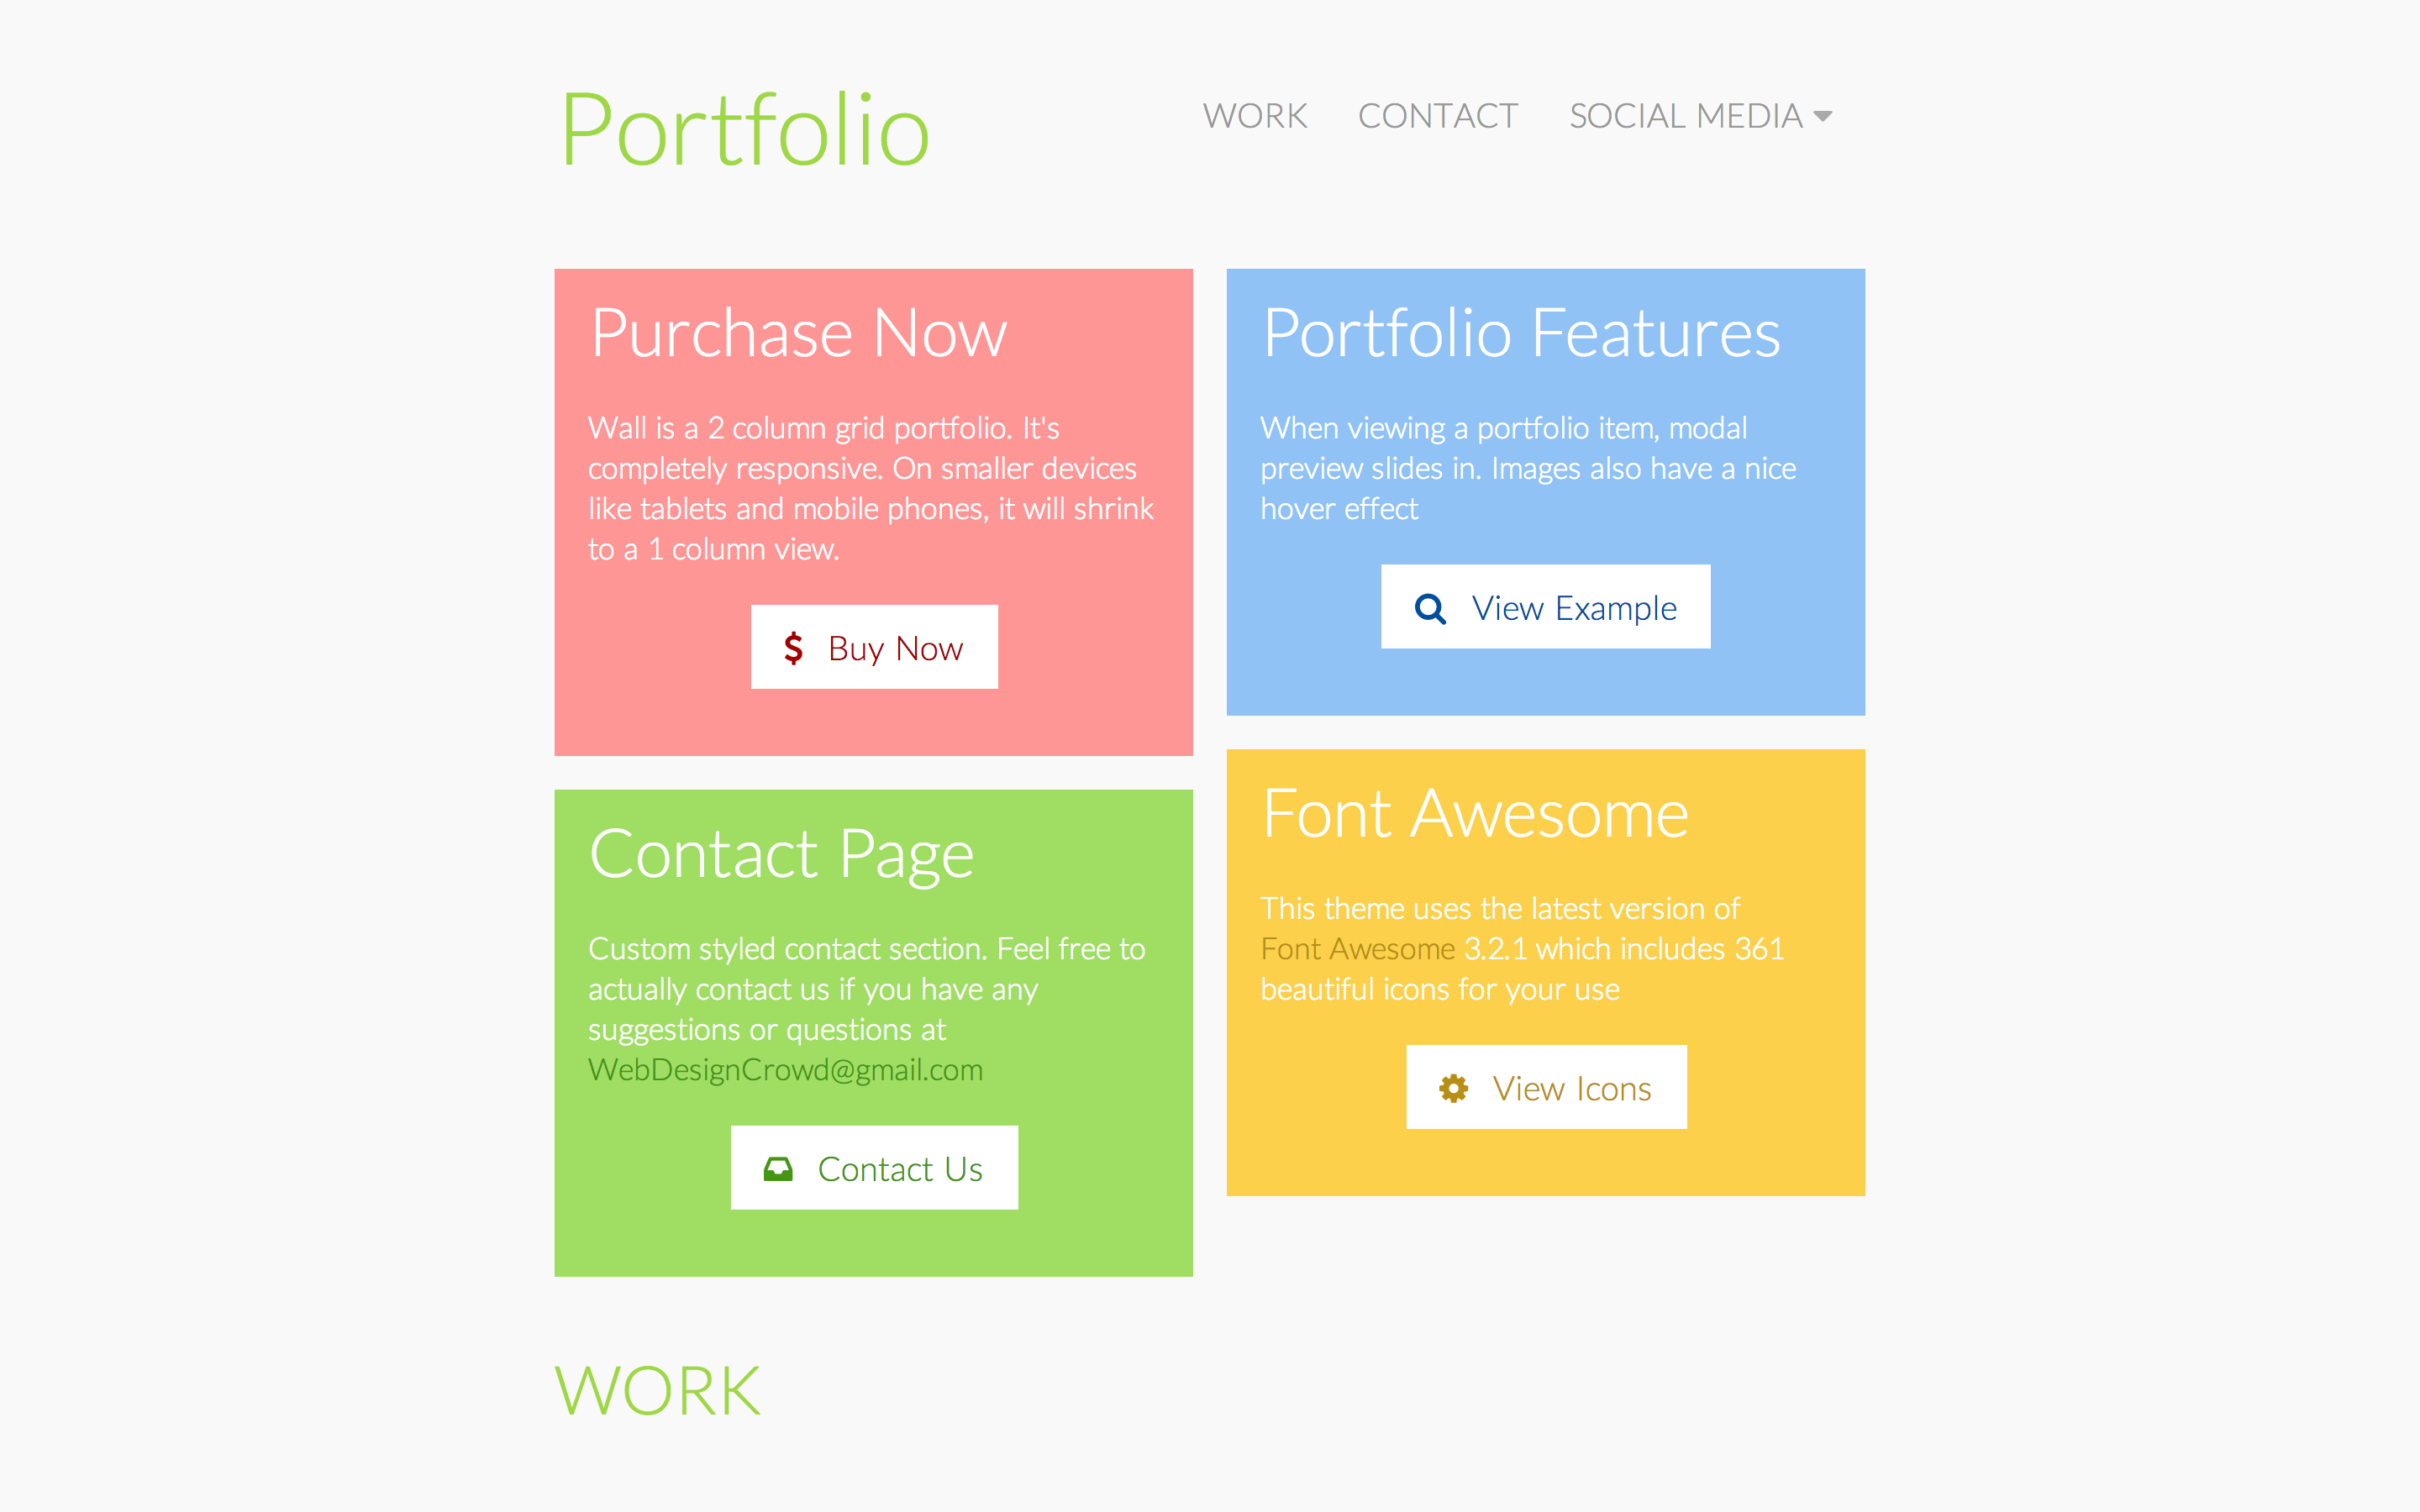 Portfolio
WORK CONTACT SOCIAL MEDIA
Purchase Now
Wall is a 2 column grid portfolio. It's
completely responsive. On smaller devices
like tablets and mobile phones, it will shrink
to a 1 column view.
Buy Now
Portfolio Features
When viewing a portfolio item, modal
preview slides in. Images also have a nice
hover effect
View Example
Contact Page
Custom styled contact section. Feel free to
actually contact us if you have any
suggestions or questions at
WebDesignCrowd@gmail.com
Contact Us
Font Awesome
This theme uses the latest version of
Font Awesome 3.2.1 which includes 361
beautiful icons for your use
View Icons
WORK